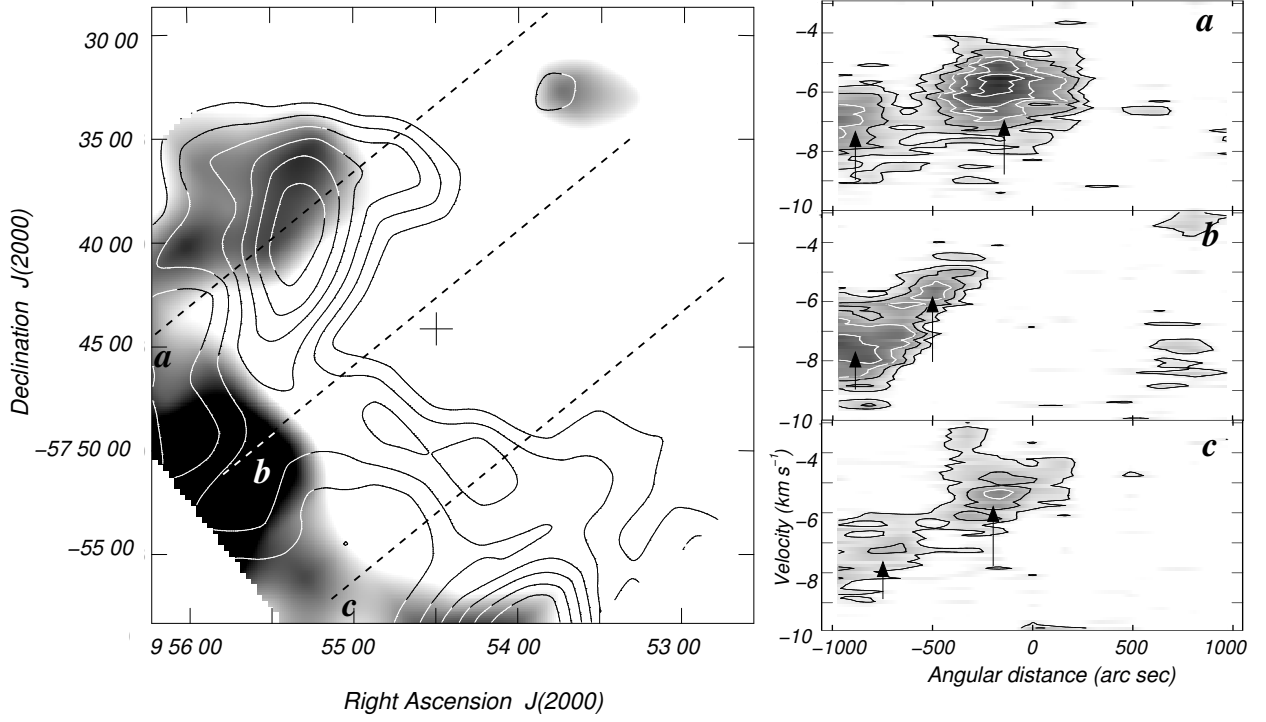 30 00
35 00
40 00
45 00
−57 50 00
−55 00
Declination J(2000)
a
b
c
9 56 00
55 00
54 00
53 00
Right Ascension J(2000)
a
−4
−6
−8
−10
b
−4
−6
−8
−10
c
−4
−6
−8
−10
Velocity (km s⁻¹)
−1000
−500
0
500
1000
Angular distance (arc sec)